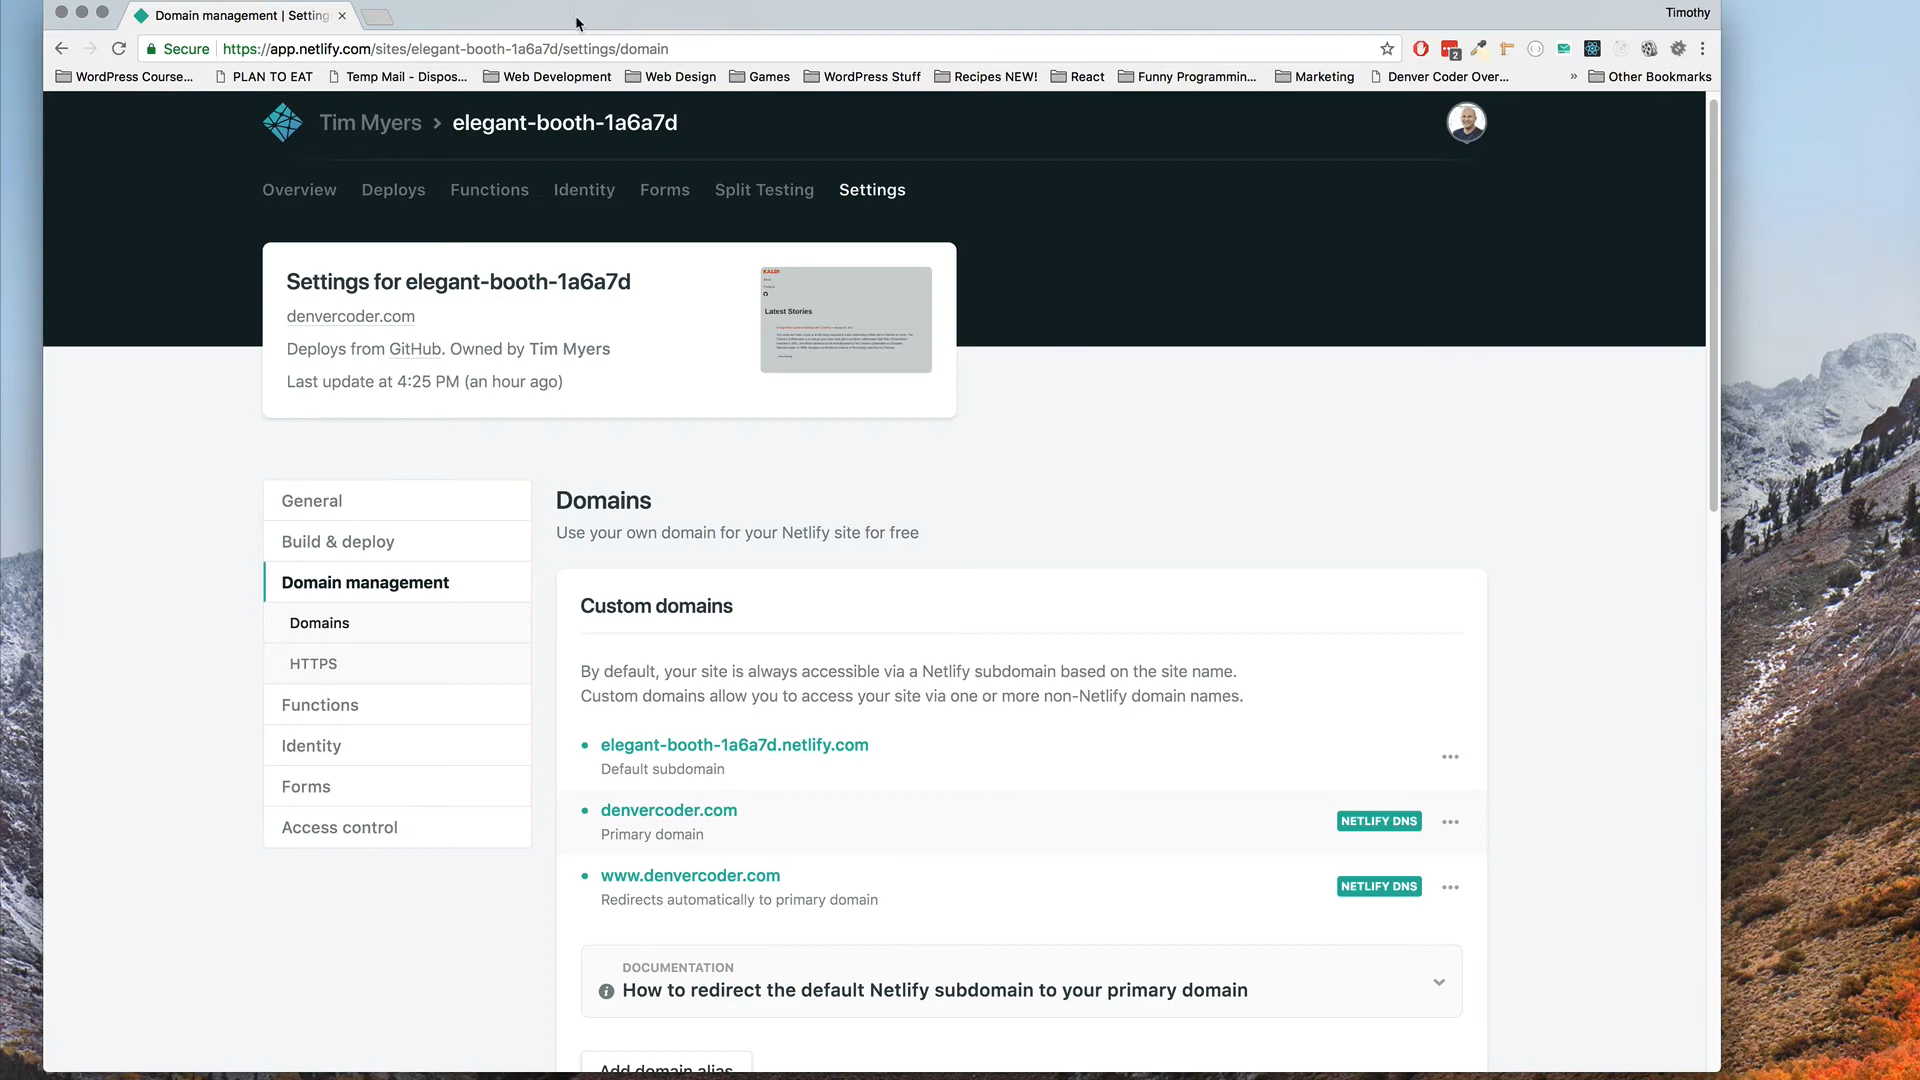 Domain management | Setting
Timothy
Secure
https://app.netlify.com/sites/elegant-booth-1a6a7d/settings/domain
2
WordPress Course...
PLAN TO EAT
Temp Mail - Dispos...
Web Development
Web Design
Games
WordPress Stuff
Recipes NEW!
React
Funny Programmin...
Marketing
Denver Coder Over...
»
Other Bookmarks
Tim Myers > elegant-booth-1a6a7d
Overview
Deploys
Functions
Identity
Forms
Split Testing
Settings
Settings for elegant-booth-1a6a7d
denvercoder.com
Deploys from GitHub. Owned by Tim Myers
Last update at 4:25 PM (an hour ago)
KALDI
Latest Stories
General
Build & deploy
Domain management
Domains
HTTPS
Functions
Identity
Forms
Access control
Domains
Use your own domain for your Netlify site for free
Custom domains
By default, your site is always accessible via a Netlify subdomain based on the site name.
Custom domains allow you to access your site via one or more non-Netlify domain names.
elegant-booth-1a6a7d.netlify.com
Default subdomain
denvercoder.com
Primary domain
NETLIFY DNS
www.denvercoder.com
Redirects automatically to primary domain
NETLIFY DNS
DOCUMENTATION
How to redirect the default Netlify subdomain to your primary domain
Add domain alias